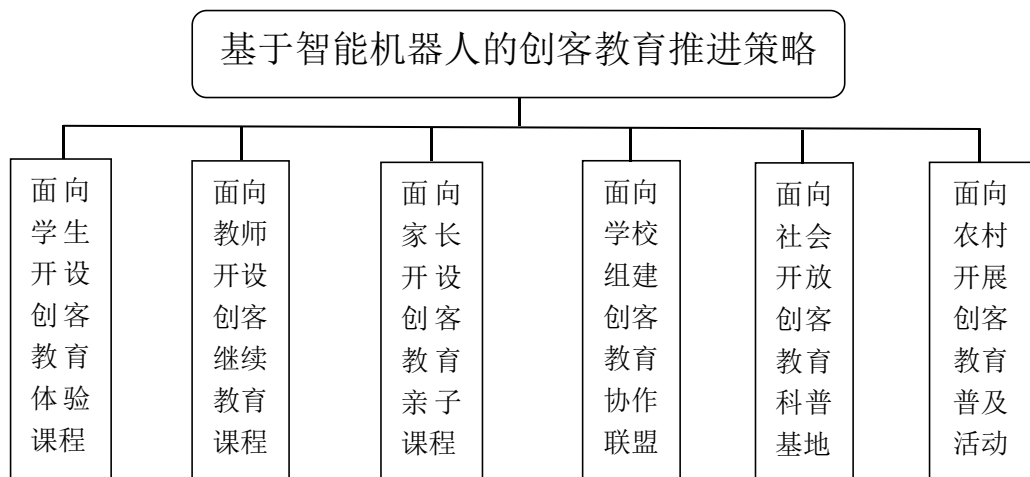 基于智能机器人的创客教育推进策略
面向
学生
开设
创客
教育
体验
课程
面向
教师
开设
创客
继续
教育
课程
面向
家长
开设
创客
教育
亲子
课程
面向
学校
组建
创客
教育
协作
联盟
面向
社会
开放
创客
教育
科普
基地
面向
农村
开展
创客
教育
普及
活动